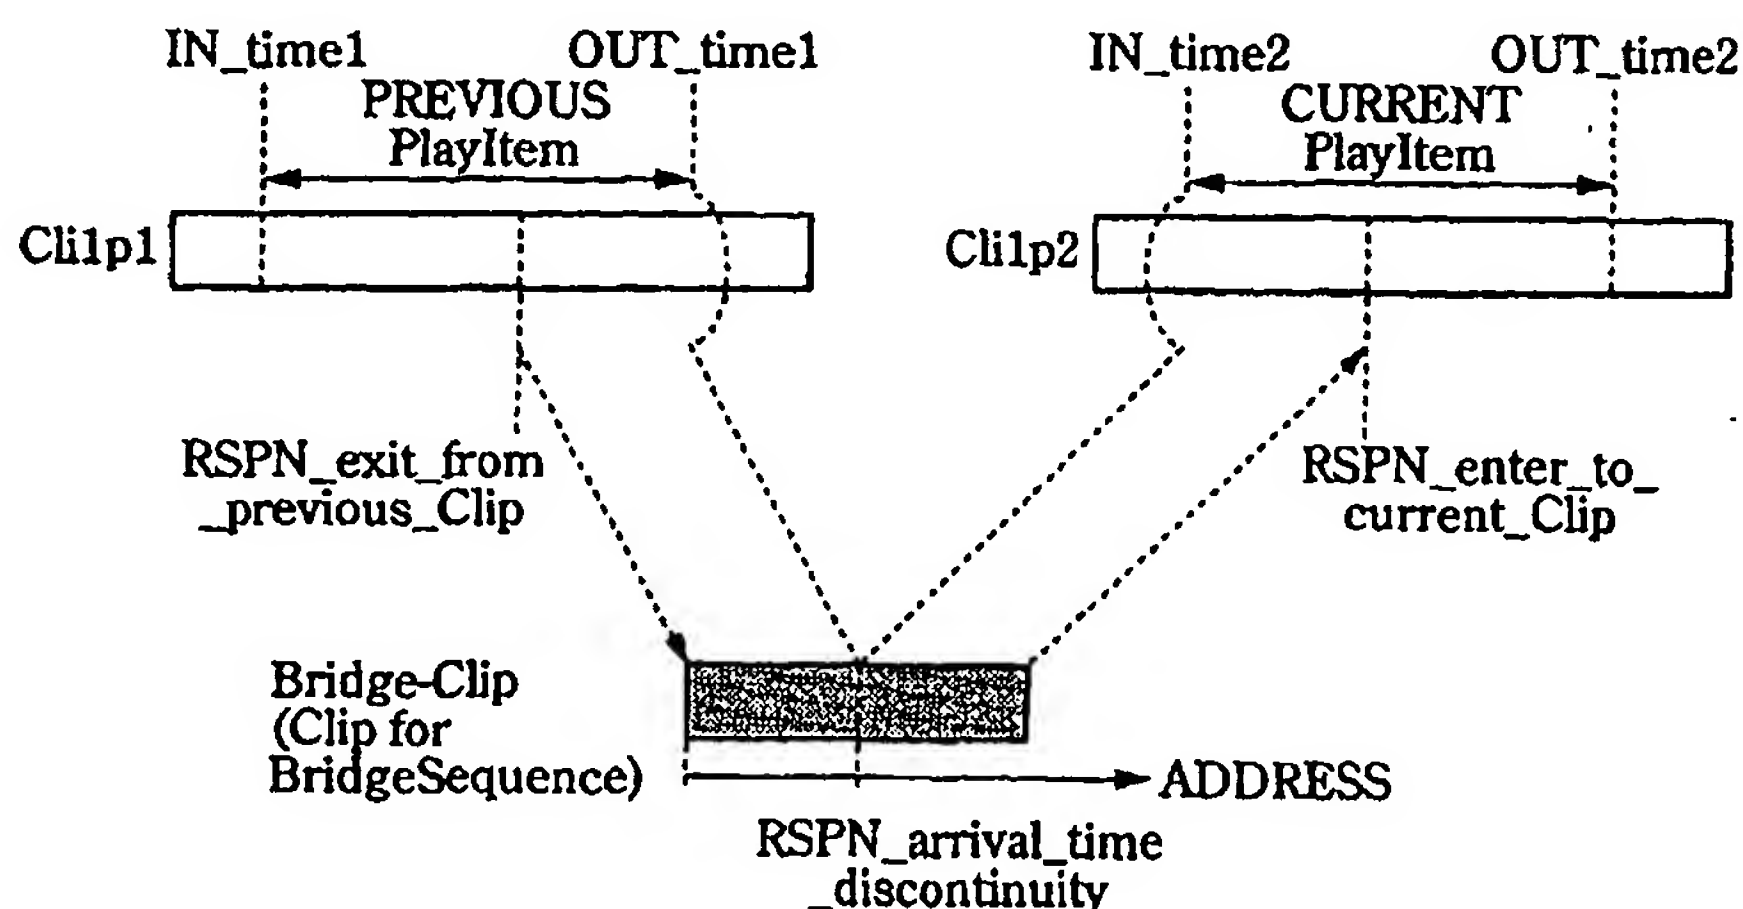 IN_time1
OUT_time1
IN_time2
OUT_time2
PREVIOUS
PlayItem
CURRENT
PlayItem
Cli1p1
Cli1p2
RSPN_exit_from
_previous_Clip
RSPN_enter_to_
current_Clip
Bridge-Clip
(Clip for
BridgeSequence)
ADDRESS
RSPN_arrival_time
_discontinuity